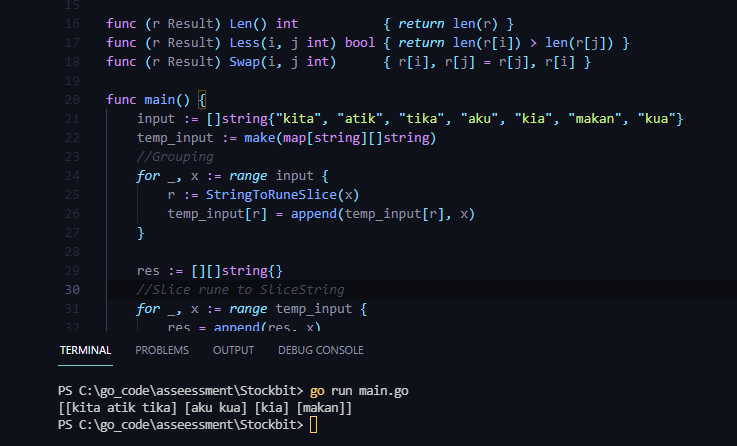 15
16 func (r Result) Len() int           { return len(r) }
17 func (r Result) Less(i, j int) bool { return len(r[i]) > len(r[j]) }
18 func (r Result) Swap(i, j int)      { r[i], r[j] = r[j], r[i] }
19
20 func main() {
21     input := []string{"kita", "atik", "tika", "aku", "kia", "makan", "kua"}
22     temp_input := make(map[string][]string)
23     //Grouping
24     for _, x := range input {
25         r := StringToRuneSlice(x)
26         temp_input[r] = append(temp_input[r], x)
27     }
28
29     res := [][]string{}
30     //Slice rune to SliceString
31     for _, x := range temp_input {
32         res = append(res, x)
TERMINAL PROBLEMS OUTPUT DEBUG CONSOLE
PS C:\go_code\asseessment\Stockbit> go run main.go
[[kita atik tika] [aku kua] [kia] [makan]]
PS C:\go_code\asseessment\Stockbit>